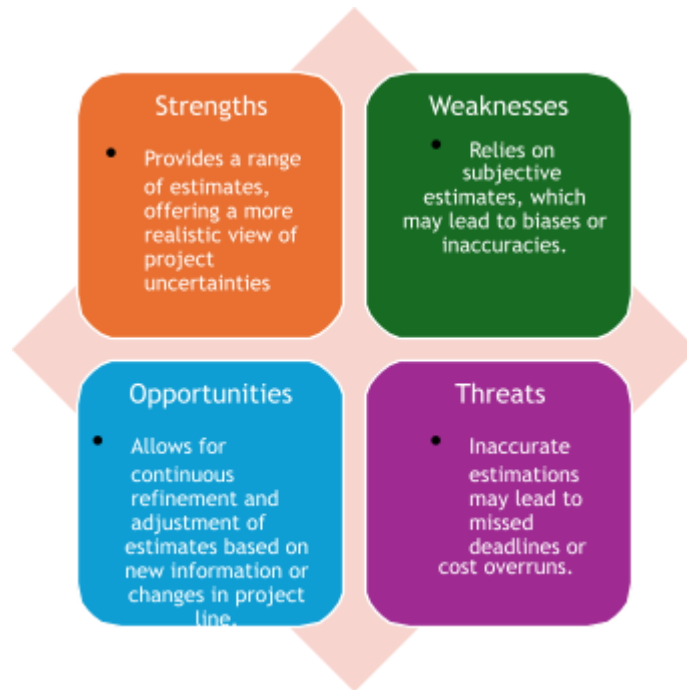 Strengths
• Provides a range
of estimates,
offering a more
realistic view of
project
uncertainties
Weaknesses
• Relies on
subjective
estimates, which
may lead to biases or
inaccuracies.
Opportunities
• Allows for
continuous
refinement and
adjustment of
estimates based on
new information or
changes in project
line.
Threats
• Inaccurate
estimations
may lead to
missed
deadlines or
cost overruns.